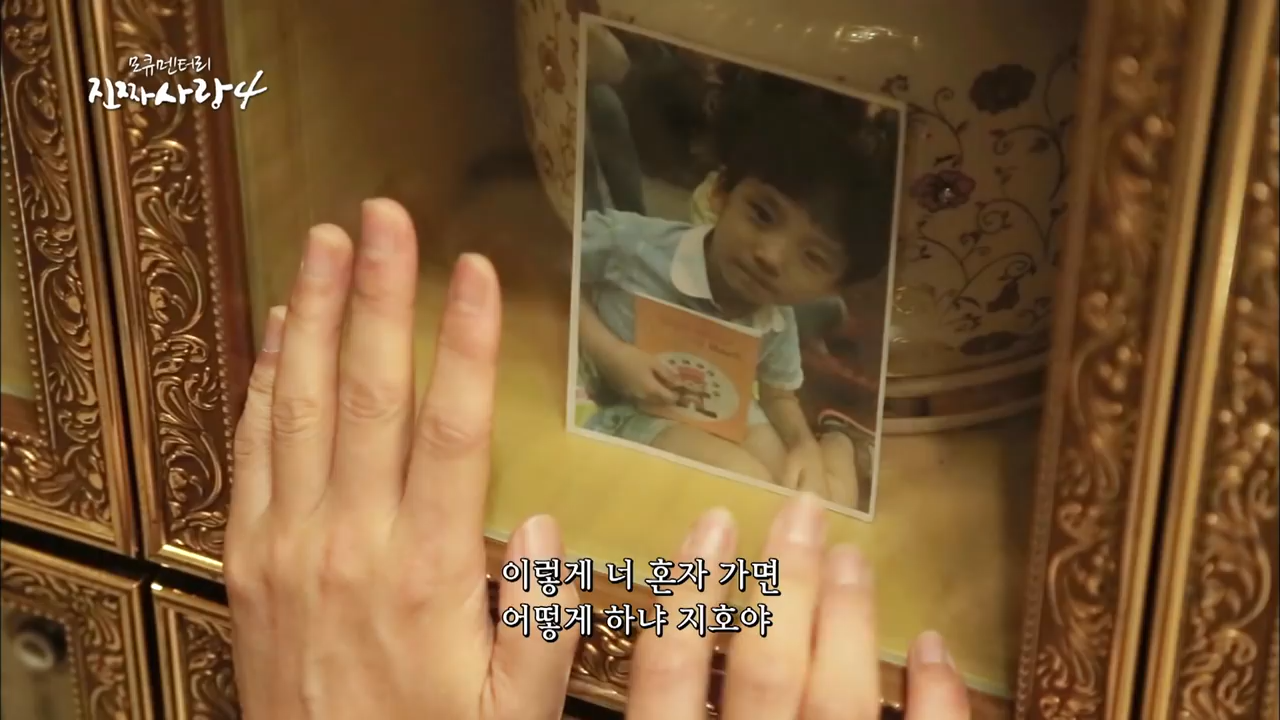 모큐멘터리
진짜사랑4
이렇게 너 혼자 가면
어떻게 하냐 지호야